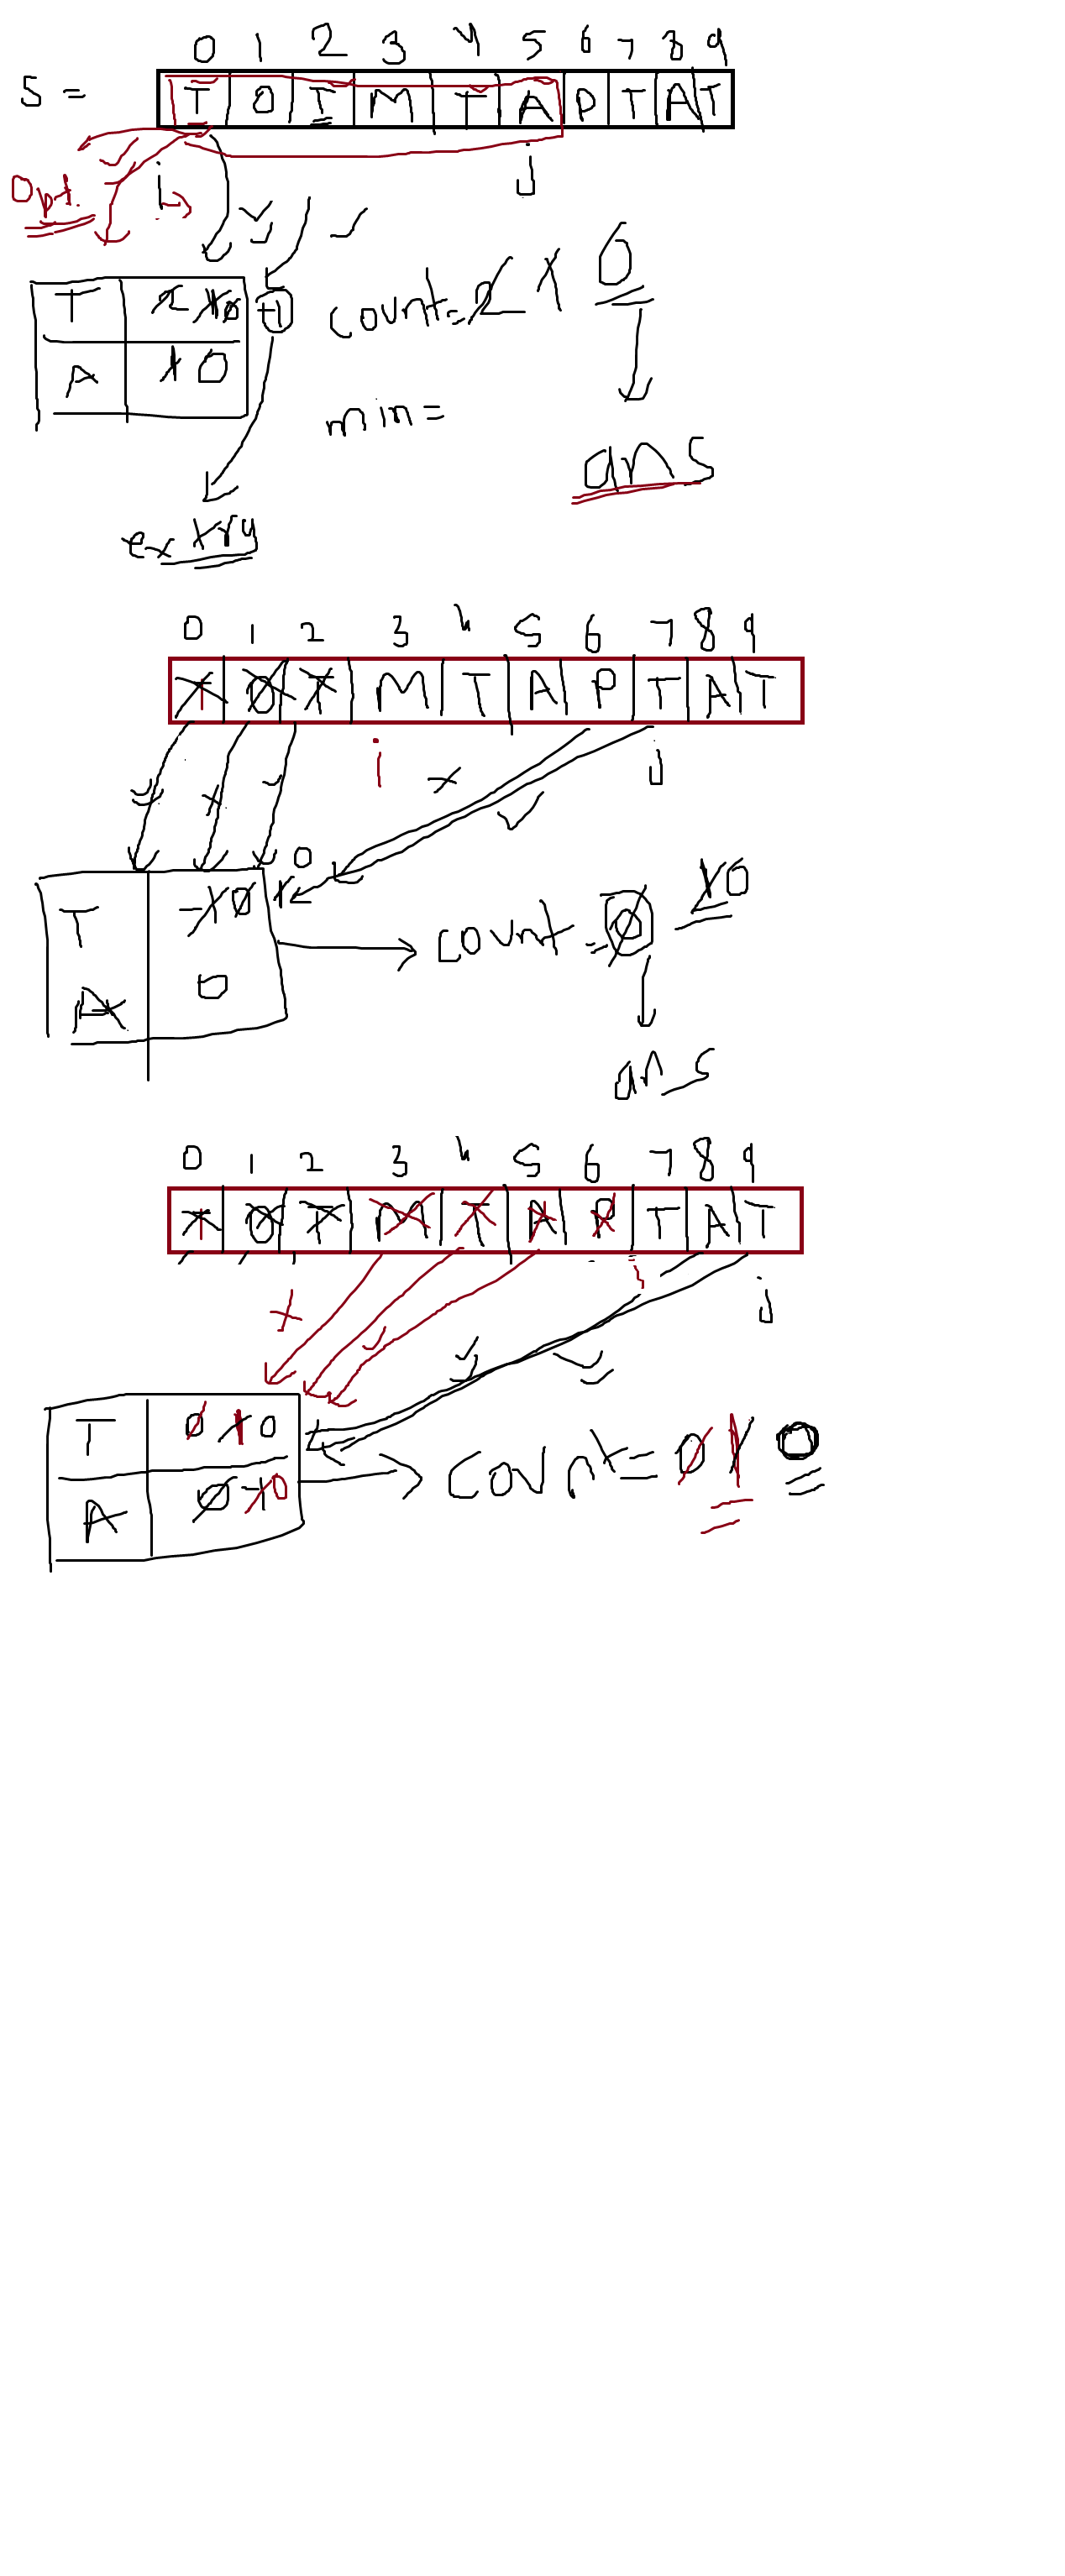 0 1 2 3 4 5 6 7 8 9
S = T O T M T A P T A T
Opt. i j
T 2 1 0 -1 count = 2 1 0
A 1 0
min =
ans
extra
0 1 2 3 4 5 6 7 8 9
T O T M T A P T A T
i j
0
T -1 0 1 count = 0 1 0
A 0
ans
0 1 2 3 4 5 6 7 8 9
T O T M T A P T A T
i j
T 0 1 0 count = 0 1 0
A 0 -1 0